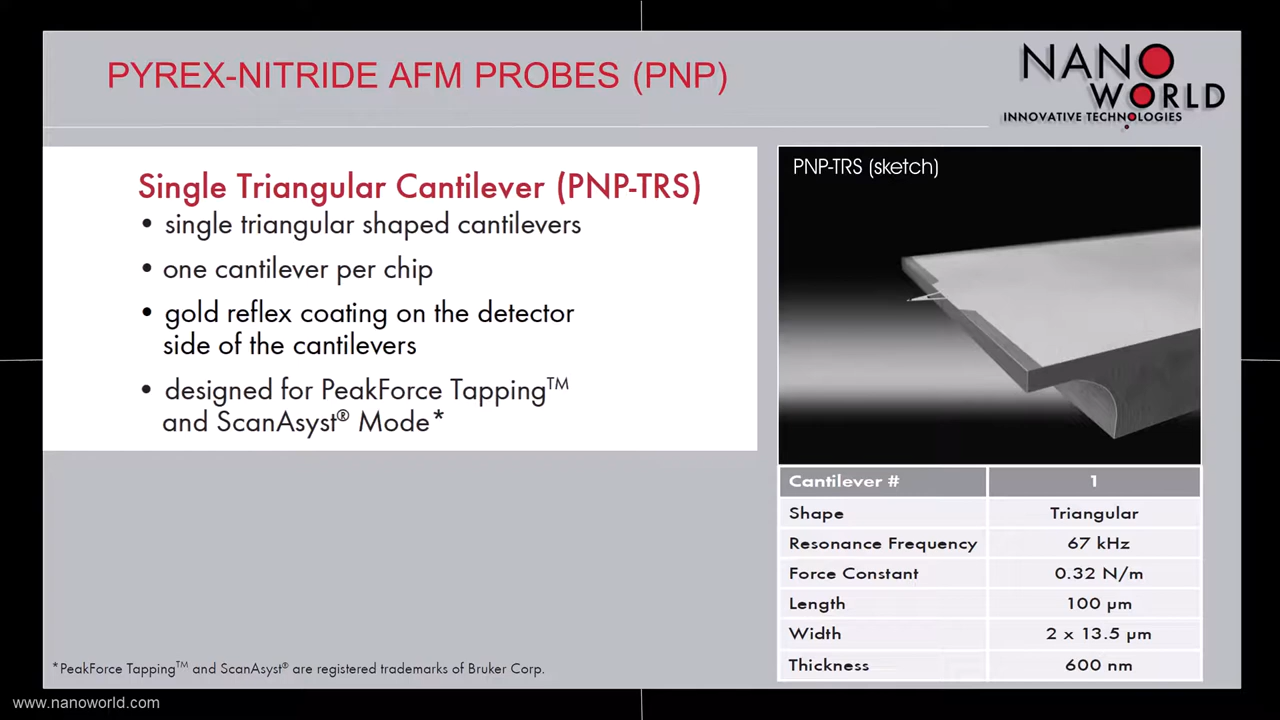 PYREX-NITRIDE AFM PROBES (PNP)
NANO
WORLD
INNOVATIVE TECHNOLOGIES
Single Triangular Cantilever (PNP-TRS)
• single triangular shaped cantilevers
• one cantilever per chip
• gold reflex coating on the detector
side of the cantilevers
• designed for PeakForce Tapping™
and ScanAsyst® Mode*
PNP-TRS (sketch)
Cantilever # 1
Shape Triangular
Resonance Frequency 67 kHz
Force Constant 0.32 N/m
Length 100 µm
Width 2 x 13.5 µm
Thickness 600 nm
*PeakForce Tapping™ and ScanAsyst® are registered trademarks of Bruker Corp.
www.nanoworld.com